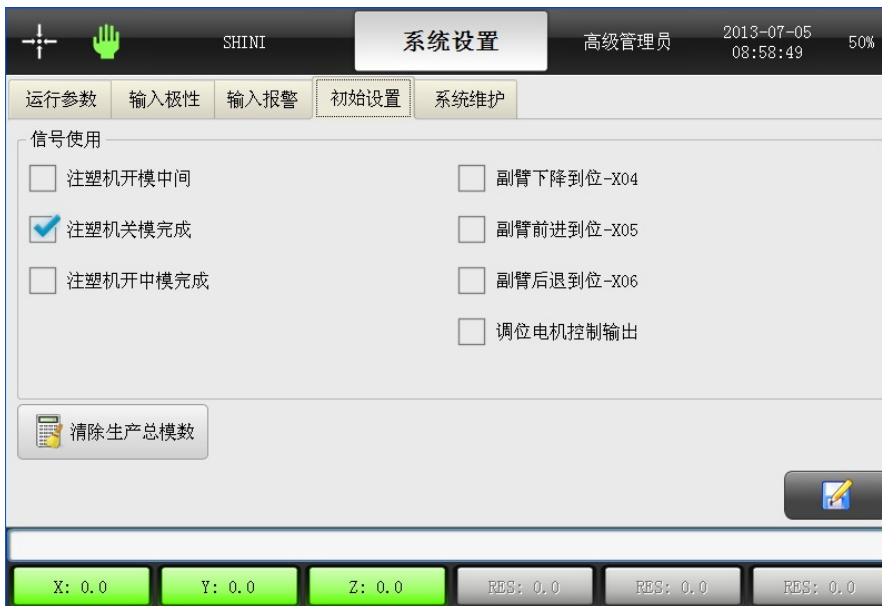 SHINI
系统设置
高级管理员
2013-07-05
08:58:49
50%
运行参数
输入极性
输入报警
初始设置
系统维护
信号使用
注塑机开模中间
副臂下降到位-X04
注塑机关模完成
副臂前进到位-X05
注塑机开中模完成
副臂后退到位-X06
调位电机控制输出
清除生产总模数
X: 0.0
Y: 0.0
Z: 0.0
RES: 0.0
RES: 0.0
RES: 0.0